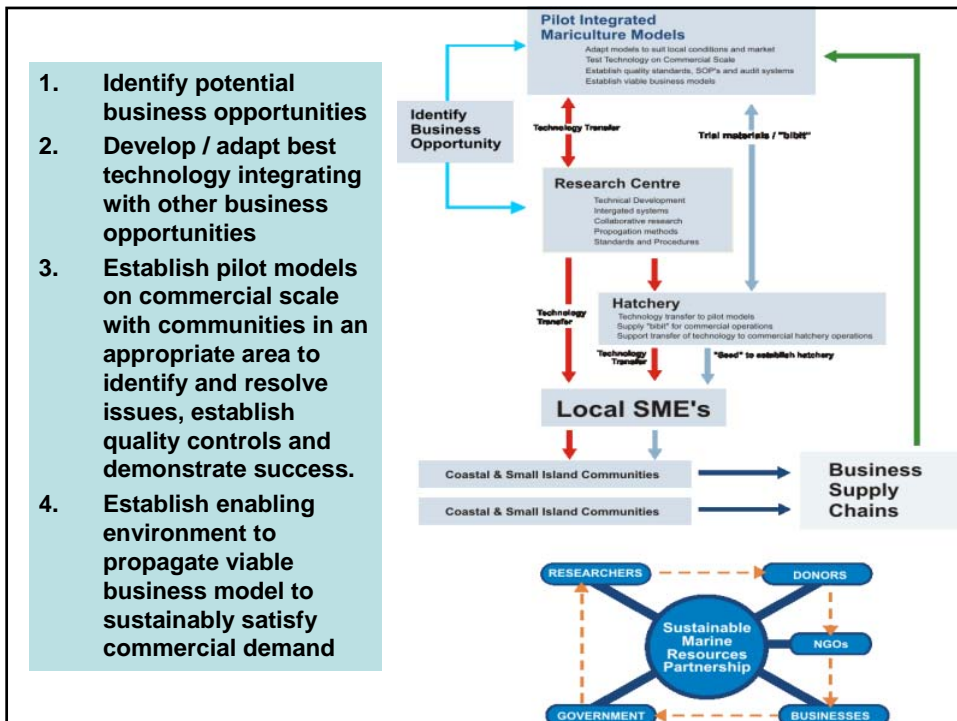 1. Identify potential
business opportunities
2. Develop / adapt best
technology integrating
with other business
opportunities
3. Establish pilot models
on commercial scale
with communities in an
appropriate area to
identify and resolve
issues, establish
quality controls and
demonstrate success.
4. Establish enabling
environment to
propagate viable
business model to
sustainably satisfy
commercial demand
Pilot Integrated
Mariculture Models
Adapt models to suit local conditions and market
Test Technology on Commercial Scale
Establish quality standards, SOP's and audit systems
Establish viable business models
Identify
Business
Opportunity
Technology Transfer
Trial materials / "bibit"
Research Centre
Technical Development
Intergated systems
Collaborative research
Propogation methods
Standards and Procedures
Technology
Transfer
Hatchery
Technology transfer to pilot models
Supply "bibit" for commercial operations
Support transfer of technology to commercial hatchery operations
Technology
Transfer
"Seed" to establish hatchery
Local SME's
Coastal & Small Island Communities
Coastal & Small Island Communities
Business
Supply
Chains
RESEARCHERS
DONORS
Sustainable
Marine
Resources
Partnership
NGOs
GOVERNMENT
BUSINESSES